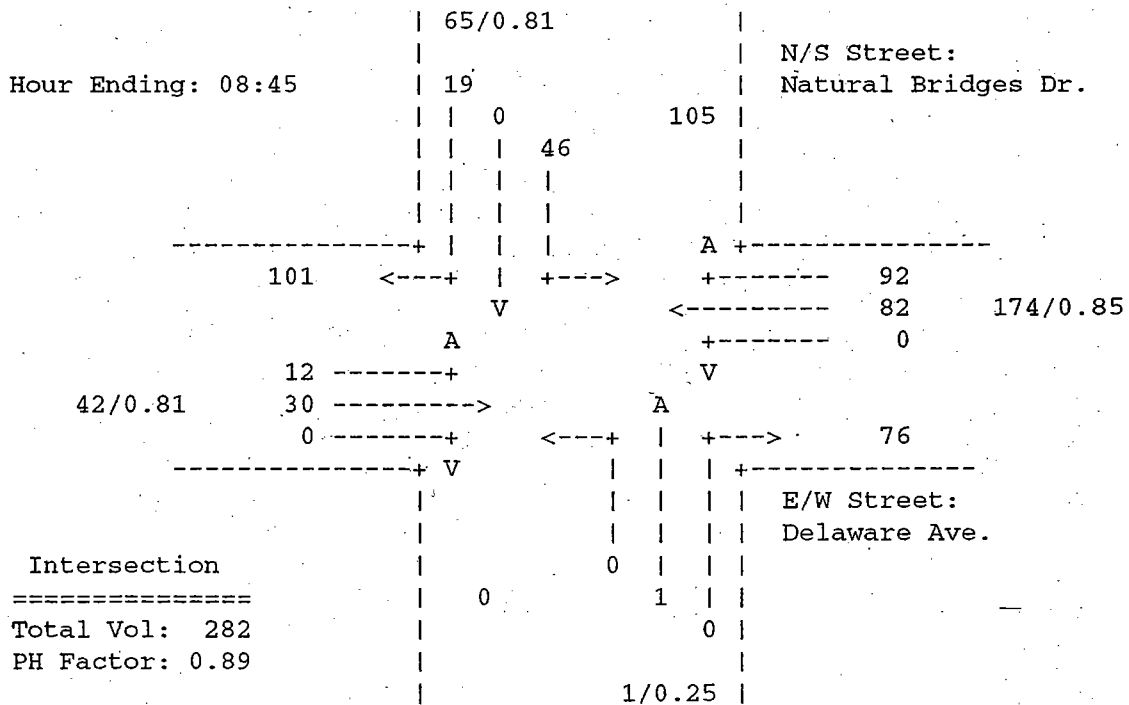 65/0.81
N/S Street:
Hour Ending: 08:45 19 Natural Bridges Dr.
0 105
46
A
101 <---+ | +---> +------- 92
V <--------- 82 174/0.85
A +------- 0
12 -------+ V
42/0.81 30 ---------> A
0 -------+ <---+ | +---> 76
V
E/W Street:
Delaware Ave.
Intersection 0
=============== 0 1
Total Vol: 282 0
PH Factor: 0.89
1/0.25